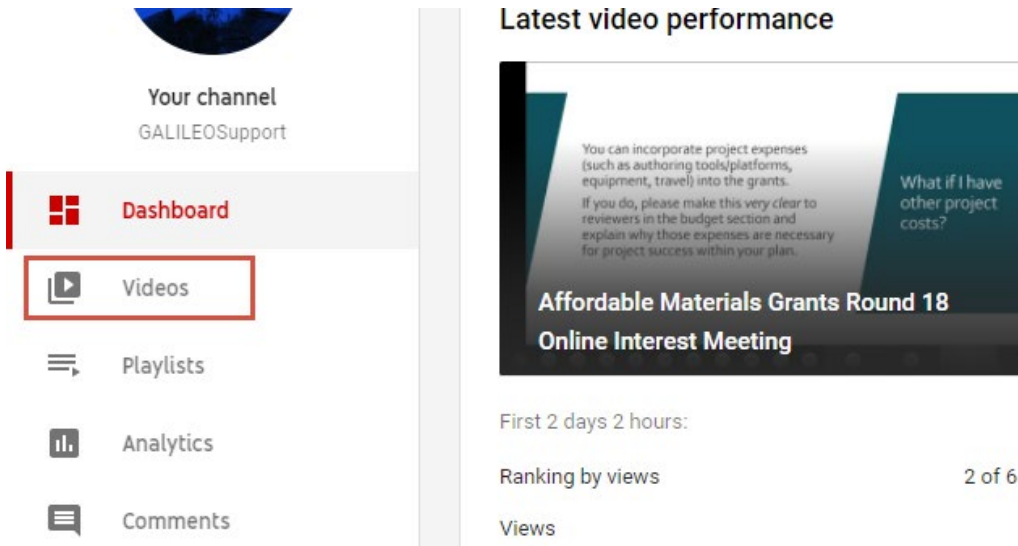 Your channel
GALILEOSupport
Dashboard
Videos
Playlists
Analytics
Comments
Latest video performance
You can incorporate project expenses
(such as authoring tools/platforms,
equipment, travel) into the grants.
If you do, please make this very clear to
reviewers in the budget section and
explain why those expenses are necessary
for project success within your plan.
What if I have
other project
costs?
Affordable Materials Grants Round 18
Online Interest Meeting
First 2 days 2 hours:
Ranking by views 2 of 6
Views